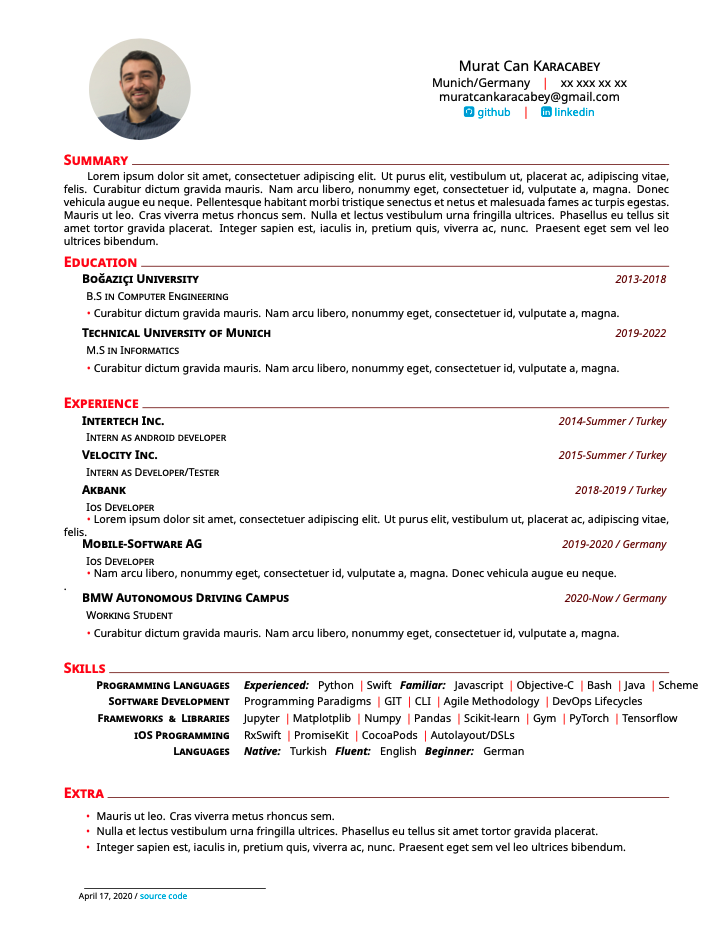 Murat Can Karacabey
Munich/Germany | xx xxx xx xx
muratcankaracabey@gmail.com
github | linkedin
Summary
Lorem ipsum dolor sit amet, consectetuer adipiscing elit. Ut purus elit, vestibulum ut, placerat ac, adipiscing vitae,
felis. Curabitur dictum gravida mauris. Nam arcu libero, nonummy eget, consectetuer id, vulputate a, magna. Donec
vehicula augue eu neque. Pellentesque habitant morbi tristique senectus et netus et malesuada fames ac turpis egestas.
Mauris ut leo. Cras viverra metus rhoncus sem. Nulla et lectus vestibulum urna fringilla ultrices. Phasellus eu tellus sit
amet tortor gravida placerat. Integer sapien est, iaculis in, pretium quis, viverra ac, nunc. Praesent eget sem vel leo
ultrices bibendum.
Education
Boğaziçi University 2013-2018
B.S in Computer Engineering
• Curabitur dictum gravida mauris. Nam arcu libero, nonummy eget, consectetuer id, vulputate a, magna.
Technical University of Munich 2019-2022
M.S in Informatics
• Curabitur dictum gravida mauris. Nam arcu libero, nonummy eget, consectetuer id, vulputate a, magna.
Experience
Intertech Inc. 2014-Summer / Turkey
Intern as android developer
Velocity Inc. 2015-Summer / Turkey
Intern as Developer/Tester
Akbank 2018-2019 / Turkey
Ios Developer
• Lorem ipsum dolor sit amet, consectetuer adipiscing elit. Ut purus elit, vestibulum ut, placerat ac, adipiscing vitae,
felis.
Mobile-Software AG 2019-2020 / Germany
Ios Developer
• Nam arcu libero, nonummy eget, consectetuer id, vulputate a, magna. Donec vehicula augue eu neque.
.
BMW Autonomous Driving Campus 2020-Now / Germany
Working Student
• Curabitur dictum gravida mauris. Nam arcu libero, nonummy eget, consectetuer id, vulputate a, magna.
Skills
Programming Languages Experienced: Python | Swift Familiar: Javascript | Objective-C | Bash | Java | Scheme
Software Development Programming Paradigms | GIT | CLI | Agile Methodology | DevOps Lifecycles
Frameworks & Libraries Jupyter | Matplotplib | Numpy | Pandas | Scikit-learn | Gym | PyTorch | Tensorflow
iOS Programming RxSwift | PromiseKit | CocoaPods | Autolayout/DSLs
Languages Native: Turkish Fluent: English Beginner: German
Extra
• Mauris ut leo. Cras viverra metus rhoncus sem.
• Nulla et lectus vestibulum urna fringilla ultrices. Phasellus eu tellus sit amet tortor gravida placerat.
• Integer sapien est, iaculis in, pretium quis, viverra ac, nunc. Praesent eget sem vel leo ultrices bibendum.
April 17, 2020 / source code